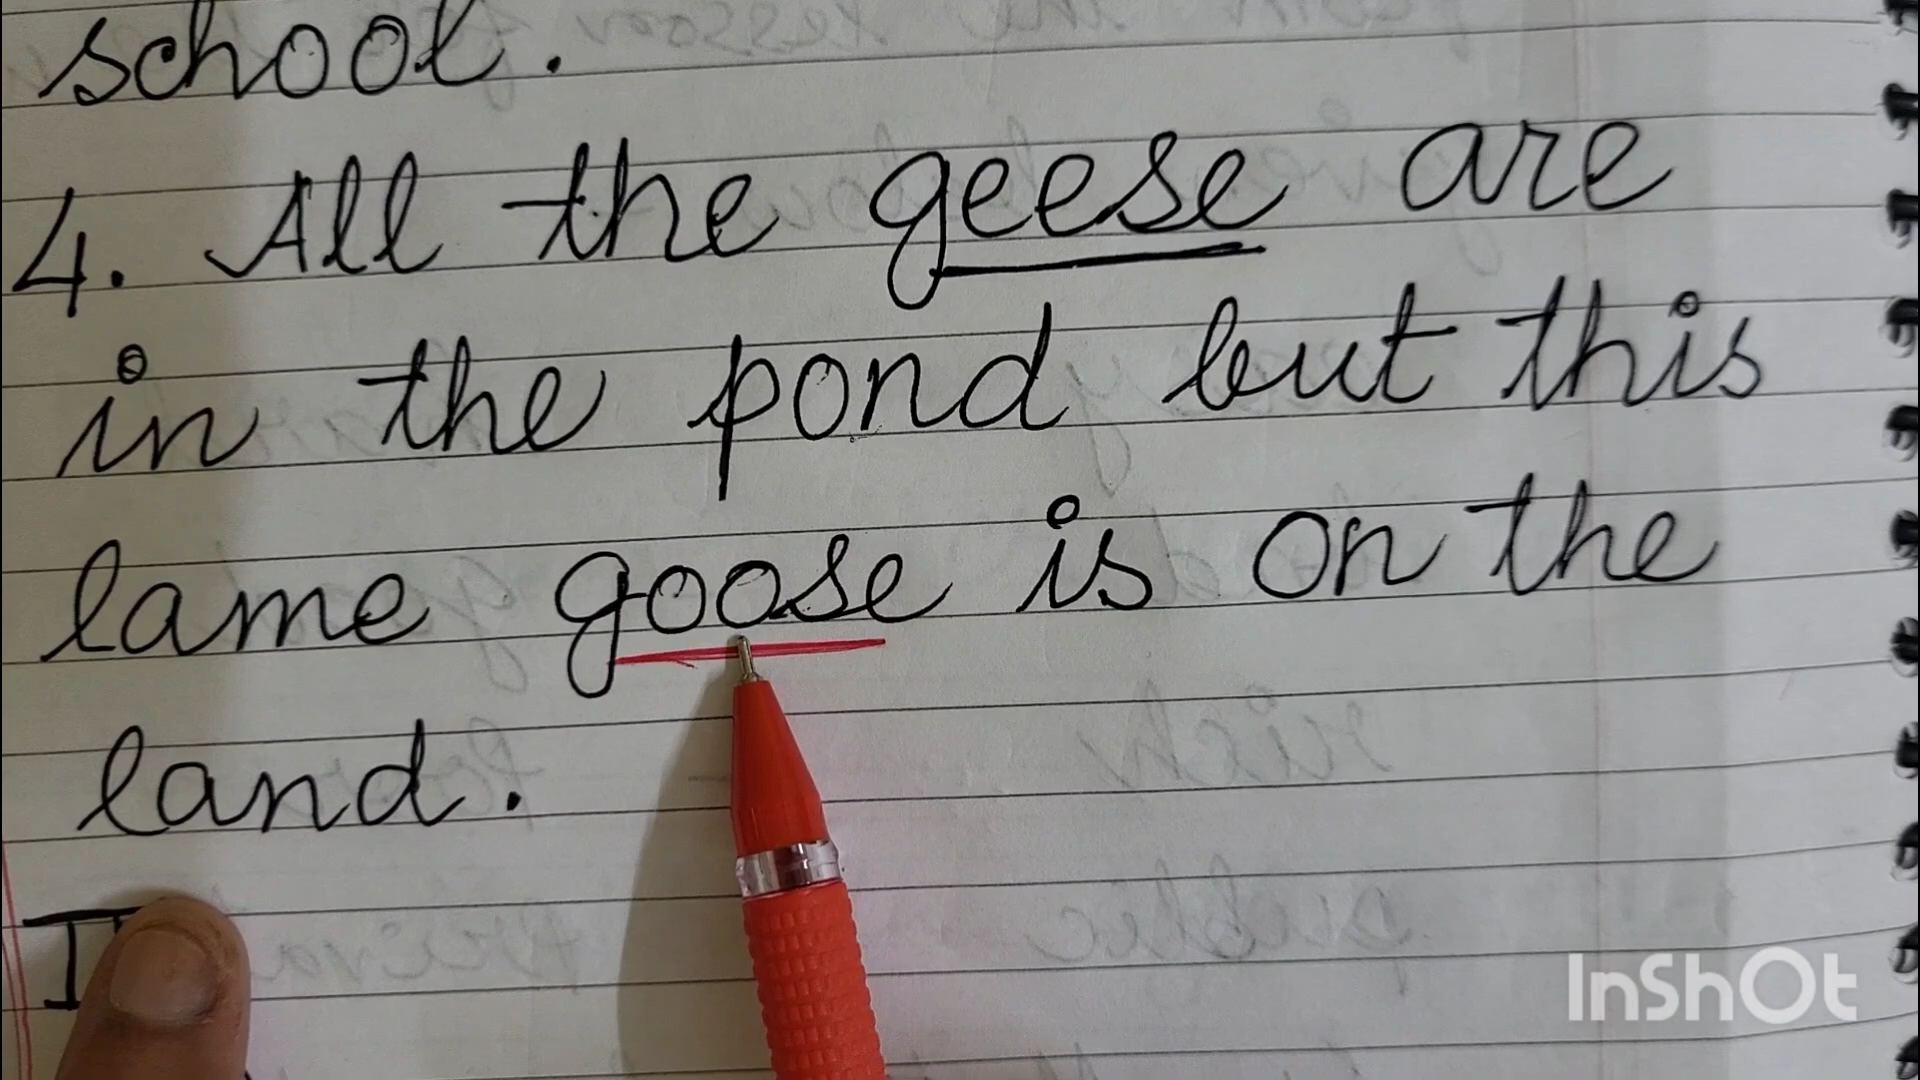 school.
4. All the geese are
in the pond but this
lame goose is on the
land.
InShOt